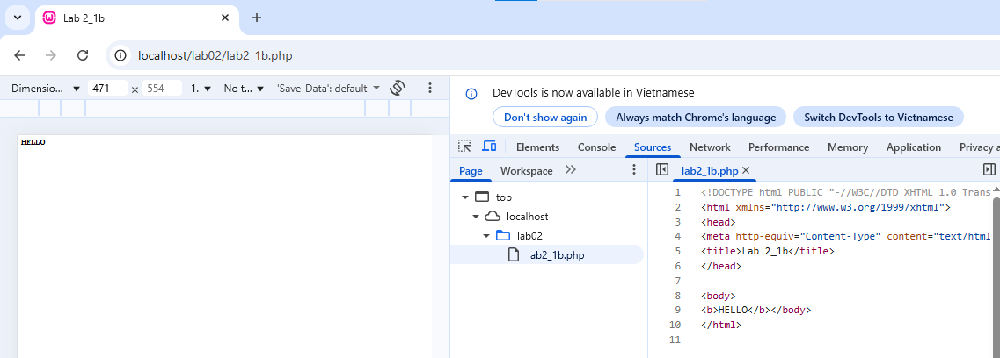 Lab 2_1b
localhost/lab02/lab2_1b.php
Dimensio... 471 × 554 1. No t... 'Save-Data': default
HELLO
DevTools is now available in Vietnamese
Don't show again Always match Chrome's language Switch DevTools to Vietnamese
Elements Console Sources Network Performance Memory Application Privacy a
Page Workspace
top
localhost
lab02
lab2_1b.php
lab2_1b.php
1 <!DOCTYPE html PUBLIC "-//W3C//DTD XHTML 1.0 Trans
2 <html xmlns="http://www.w3.org/1999/xhtml">
3 <head>
4 <meta http-equiv="Content-Type" content="text/html
5 <title>Lab 2_1b</title>
6 </head>
7
8 <body>
9 <b>HELLO</b></body>
10 </html>
11